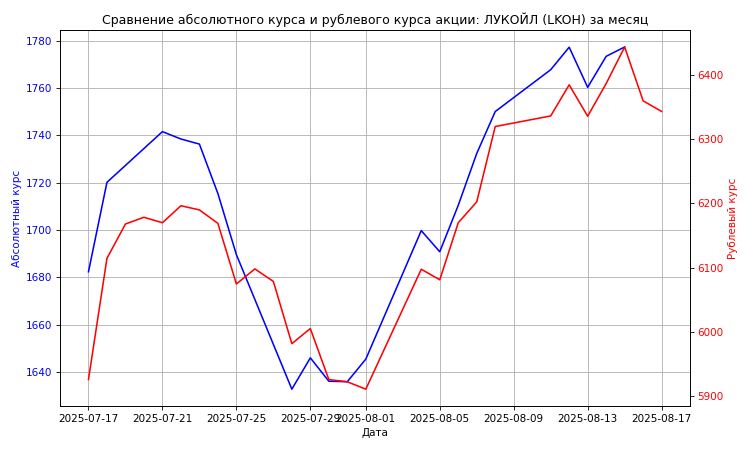 Сравнение абсолютного курса и рублевого курса акции: ЛУКОЙЛ (LKOH) за месяц
1780
1760
1740
1720
1700
1680
1660
1640
Абсолютный курс
6400
6300
6200
6100
6000
5900
Рублевый курс
2025-07-17 2025-07-21 2025-07-25 2025-07-29 2025-08-01 2025-08-05 2025-08-09 2025-08-13 2025-08-17
Дата